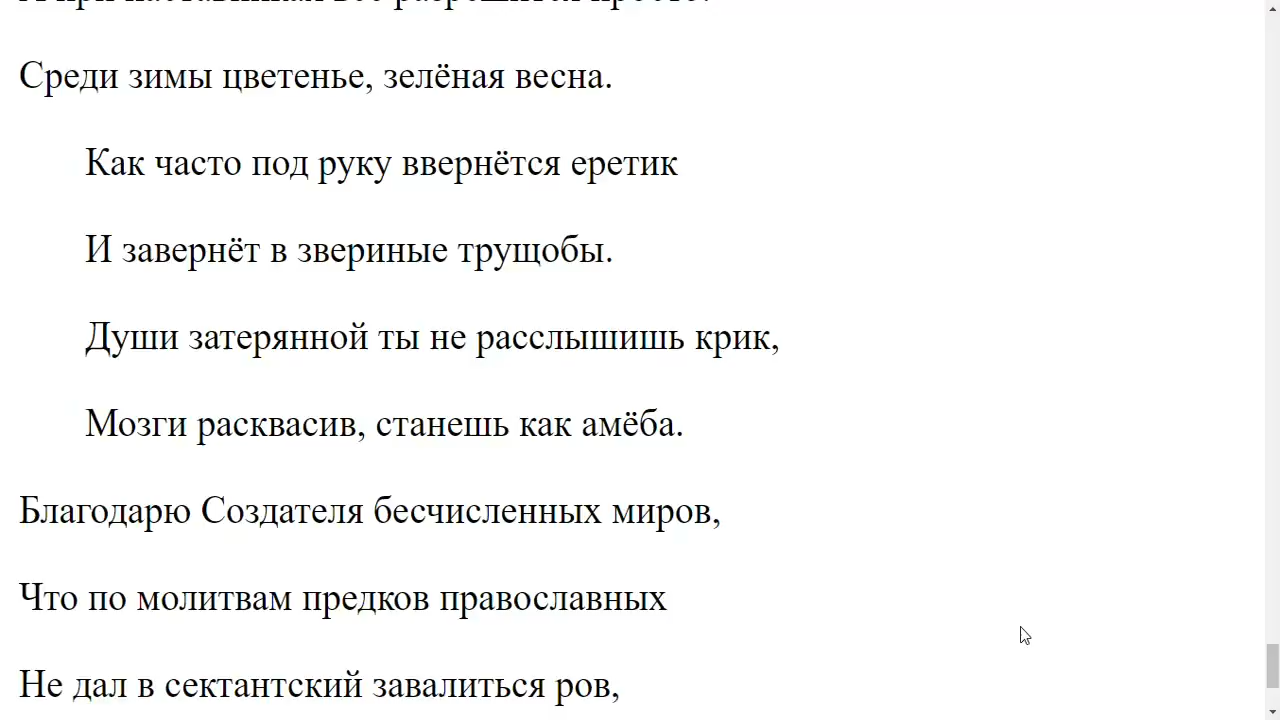 Среди зимы цветенье, зелёная весна.
Как часто под руку ввернётся еретик
И завернёт в звериные трущобы.
Души затерянной ты не расслышишь крик,
Мозги расквасив, станешь как амёба.
Благодарю Создателя бесчисленных миров,
Что по молитвам предков православных
Не дал в сектантский завалиться ров,